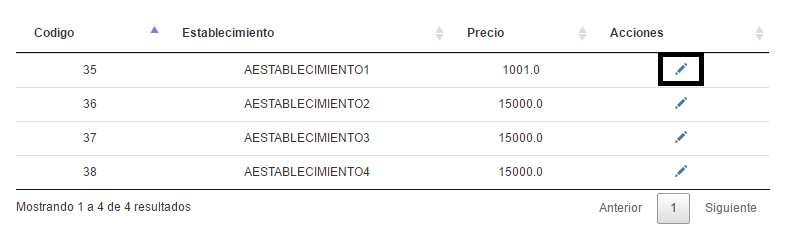 Codigo Establecimiento Precio Acciones
35 AESTABLECIMIENTO1 1001.0
36 AESTABLECIMIENTO2 15000.0
37 AESTABLECIMIENTO3 15000.0
38 AESTABLECIMIENTO4 15000.0
Mostrando 1 a 4 de 4 resultados Anterior 1 Siguiente